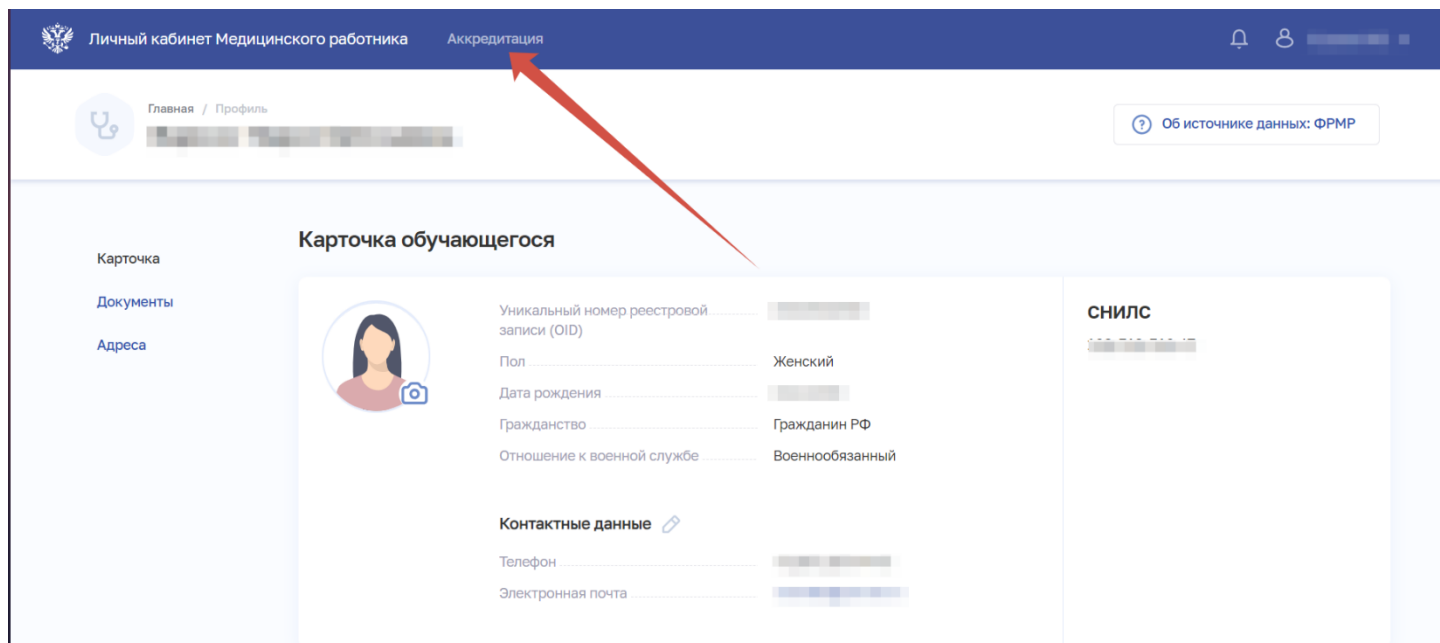 Личный кабинет Медицинского работника Аккредитация
Главная / Профиль
Об источнике данных: ФРМР
Карточка обучающегося
Карточка
Документы
Адреса
Уникальный номер реестровой
записи (OID)
Пол Женский
Дата рождения
Гражданство Гражданин РФ
Отношение к военной службе Военнообязанный
СНИЛС
Контактные данные
Телефон
Электронная почта